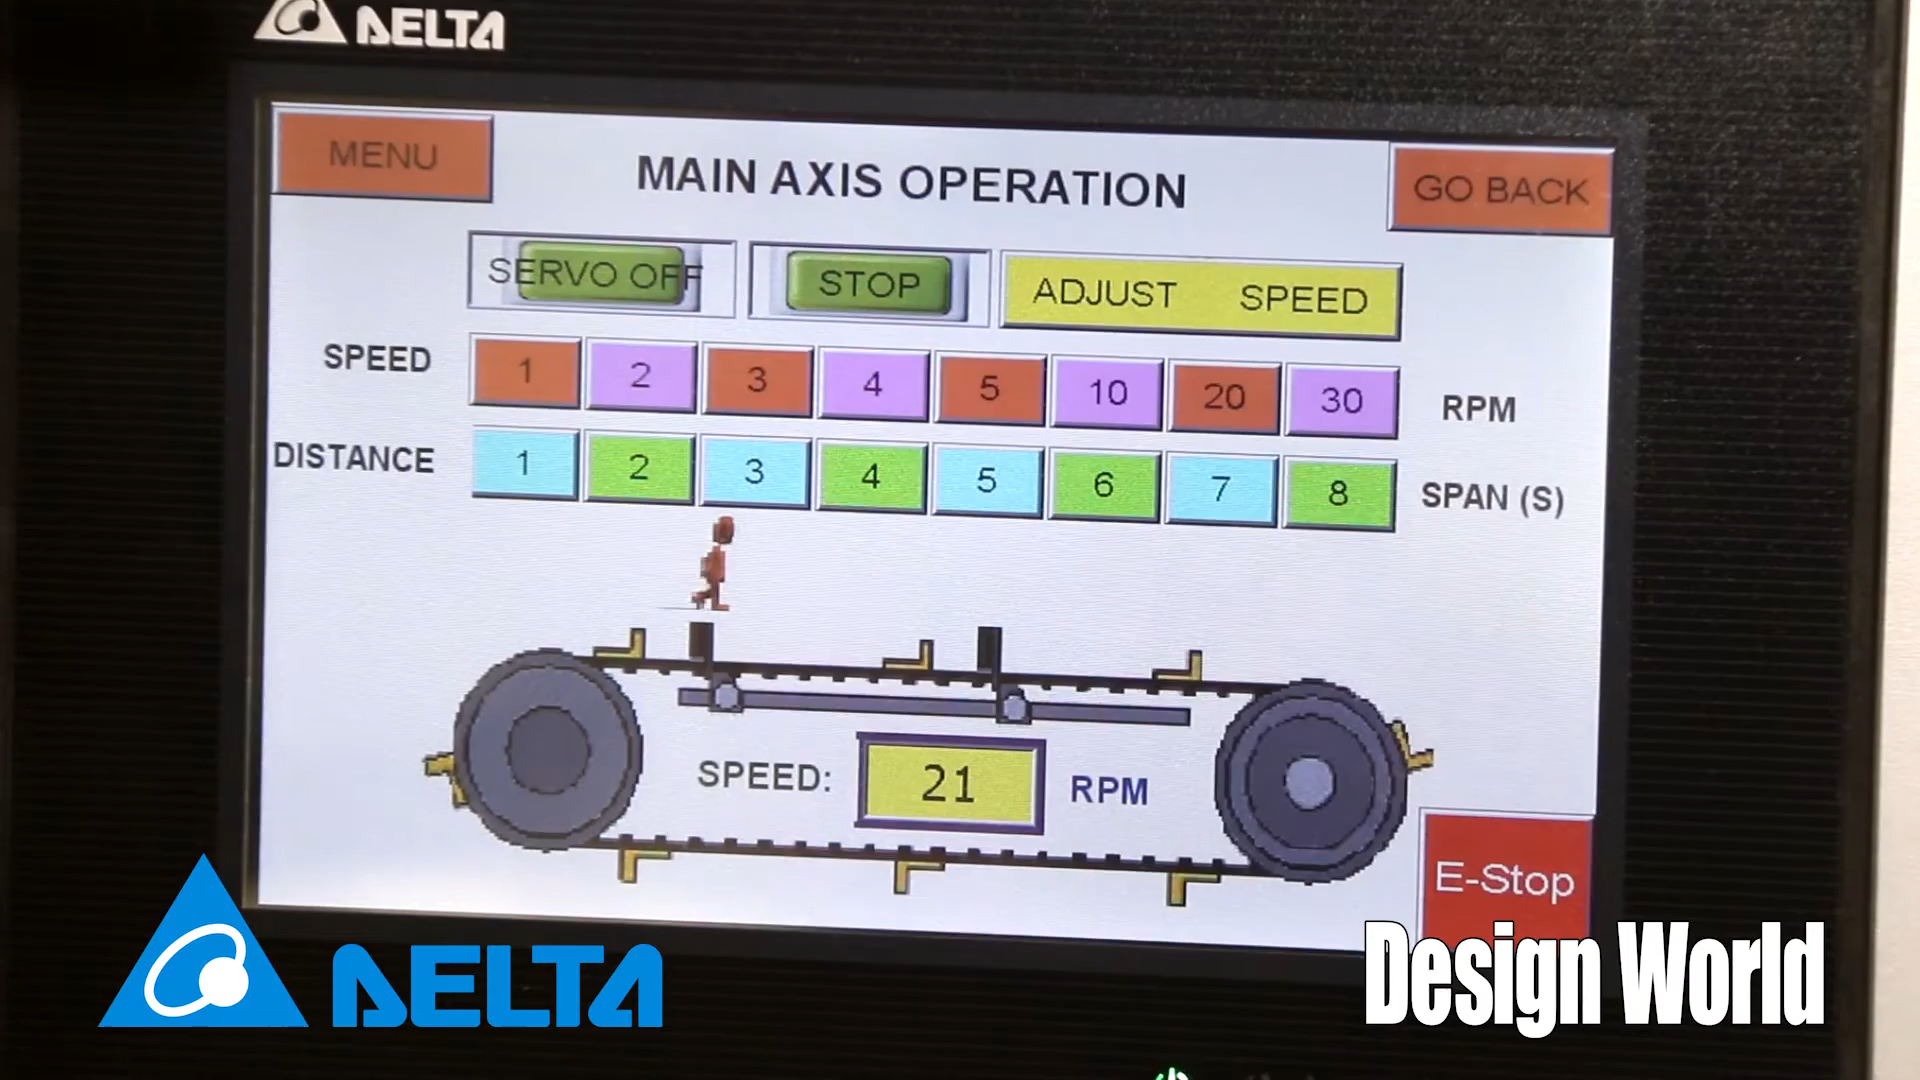 DELTA
MENU
MAIN AXIS OPERATION
GO BACK
SERVO OFF
STOP
ADJUST SPEED
SPEED 1 2 3 4 5 10 20 30 RPM
DISTANCE 1 2 3 4 5 6 7 8 SPAN (S)
SPEED: 21 RPM
E-Stop
DELTA
Design World